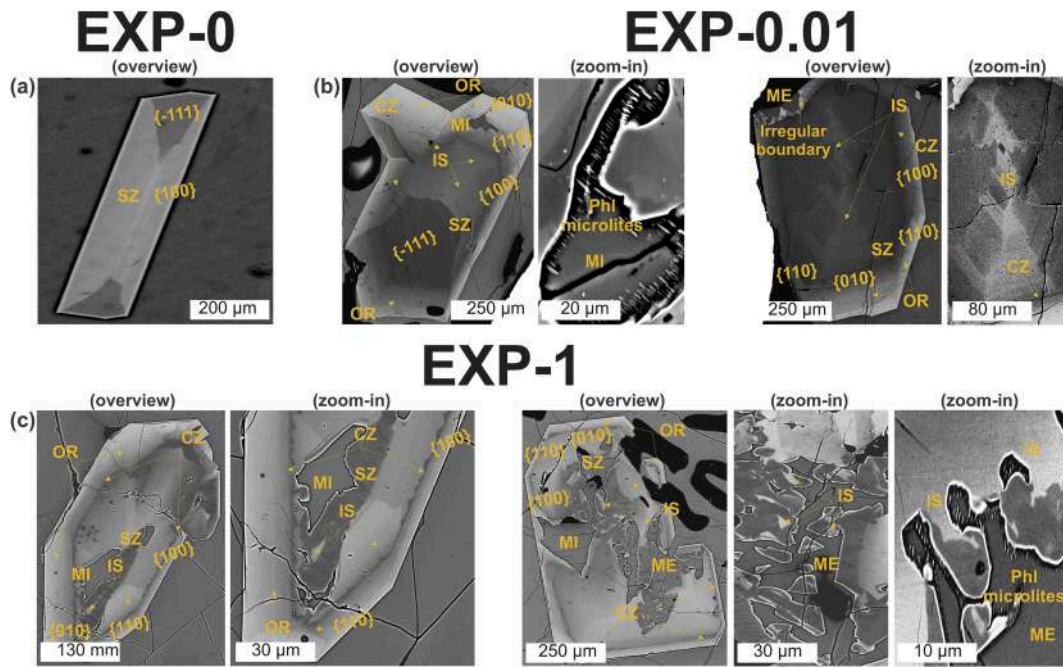 EXP-0
EXP-0.01
(overview)
(overview)
(zoom-in)
(overview)
(zoom-in)
(a)
{-111}
SZ
{100}
200 µm
(b)
OR
CZ
{010}
MI
{110}
IS
{100}
SZ
{-111}
OR
250 µm
Phl
microlites
MI
20 µm
ME
IS
Irregular
boundary
CZ
{100}
{110}
SZ
{110}
{010}
OR
250 µm
IS
CZ
80 µm
EXP-1
(overview)
(zoom-in)
(overview)
(zoom-in)
(zoom-in)
(c)
OR
CZ
SZ
MI
IS
{100}
{010}
{110}
130 mm
CZ
{100}
SZ
MI
IS
OR
{110}
30 µm
{010}
OR
{110}
SZ
{100}
IS
MI
ME
CZ
250 µm
IS
ME
30 µm
IS
IS
Phl
microlites
ME
10 µm